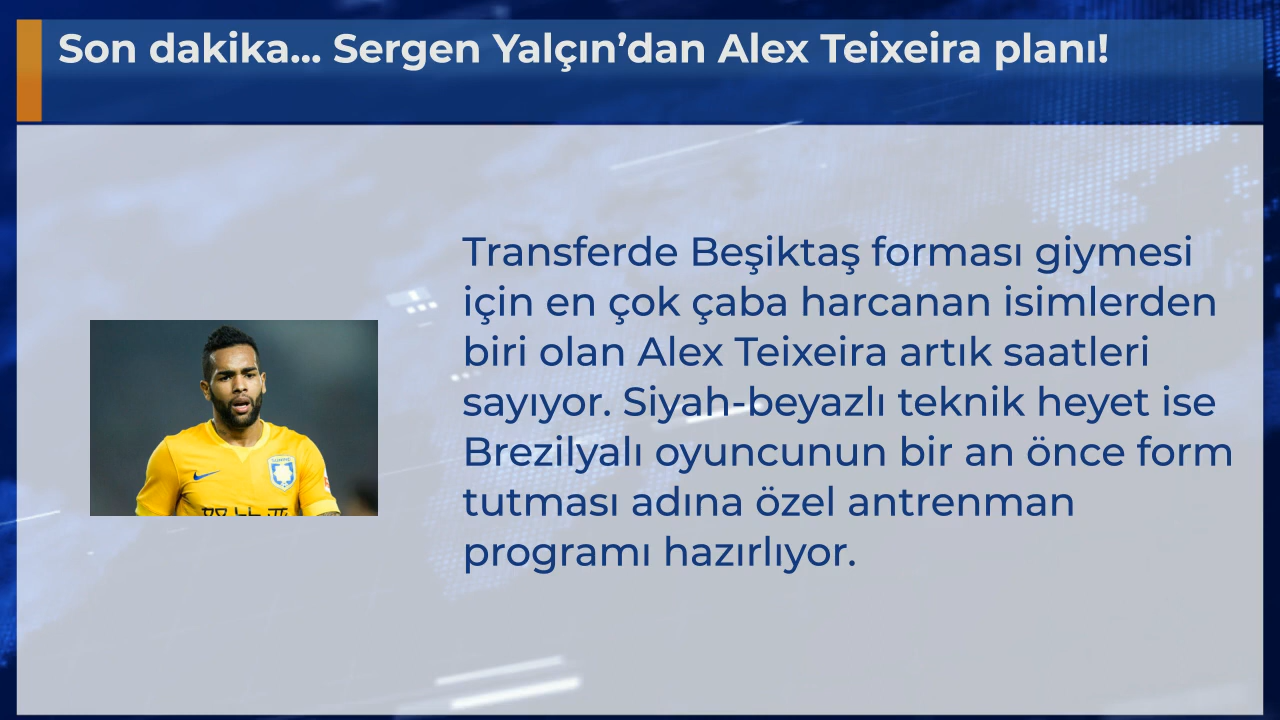 Son dakika... Sergen Yalçın’dan Alex Teixeira planı!
Transferde Beşiktaş forması giymesi
için en çok çaba harcanan isimlerden
biri olan Alex Teixeira artık saatleri
sayıyor. Siyah-beyazlı teknik heyet ise
Brezilyalı oyuncunun bir an önce form
tutması adına özel antrenman
programı hazırlıyor.